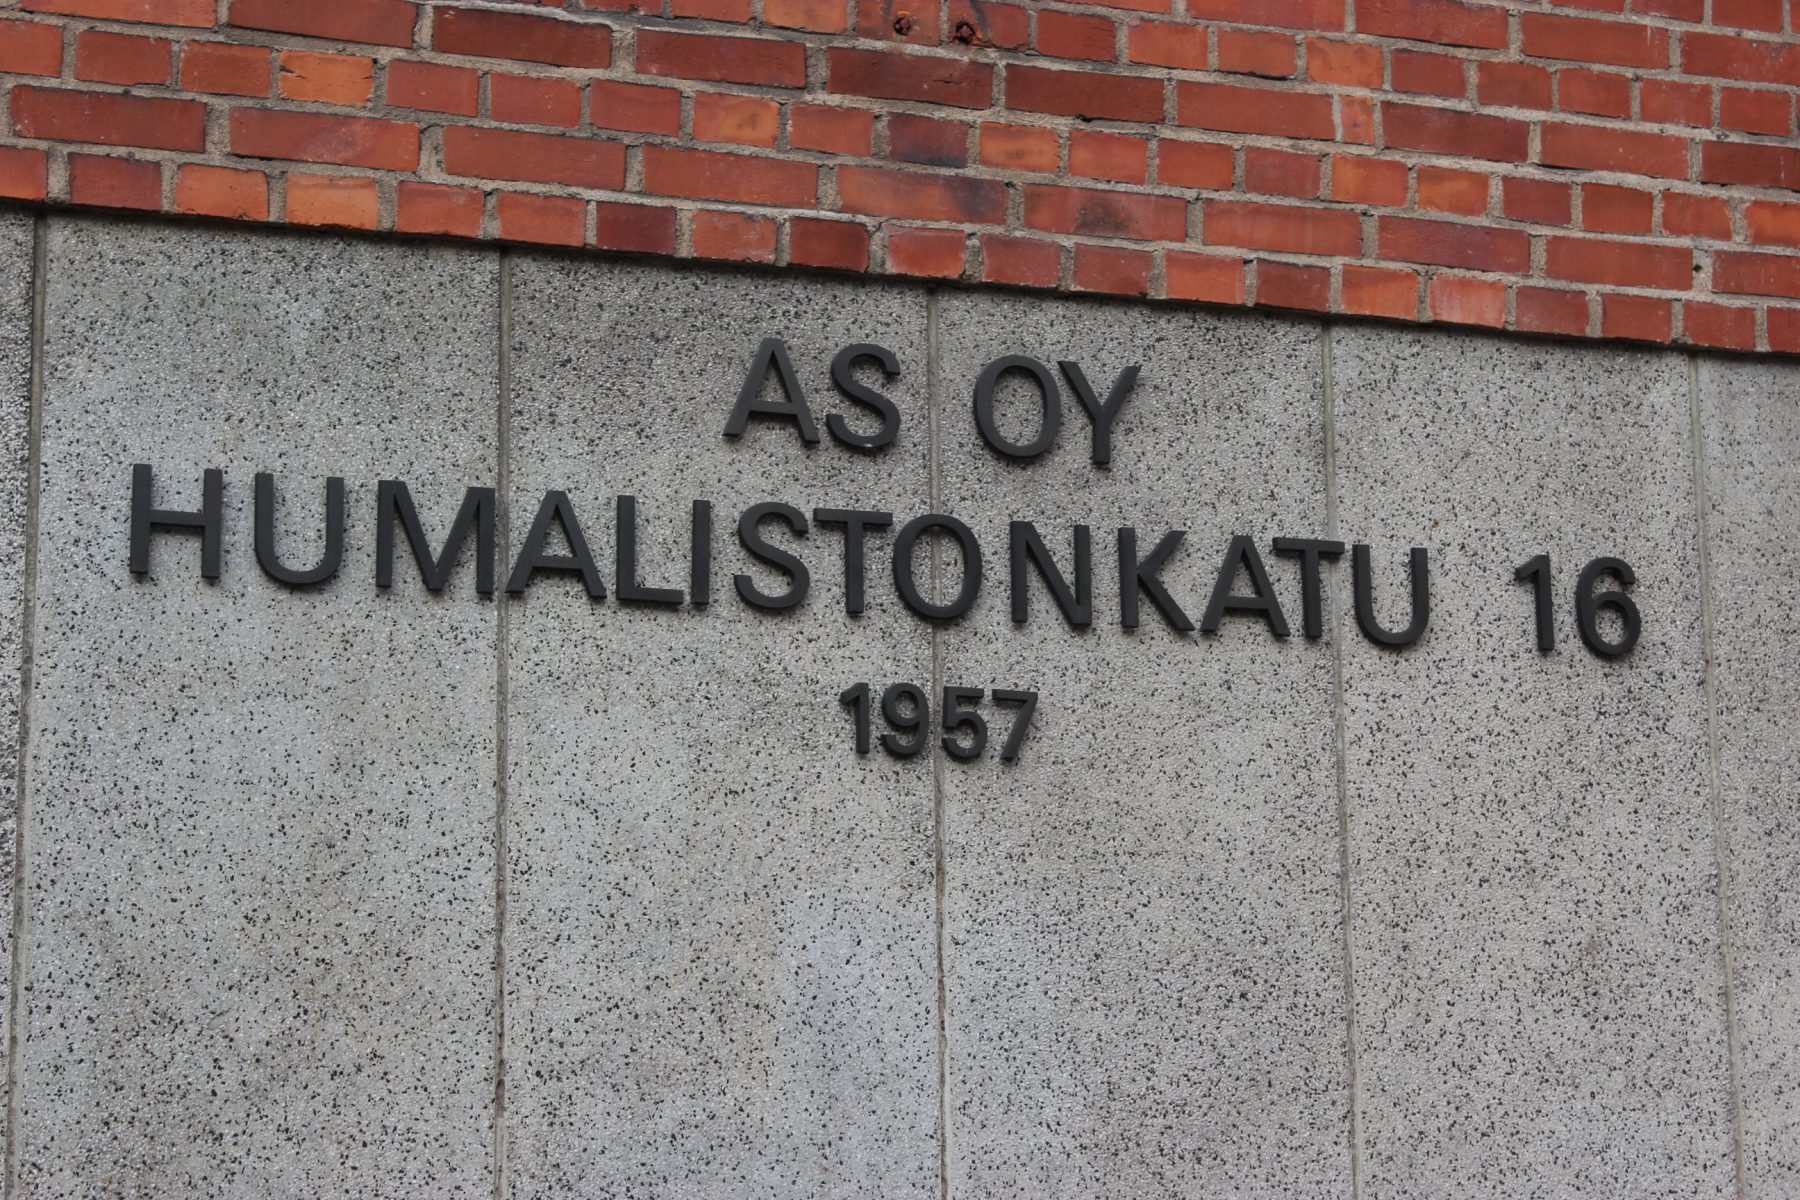 AS OY
HUMALISTONKATU 16
1957